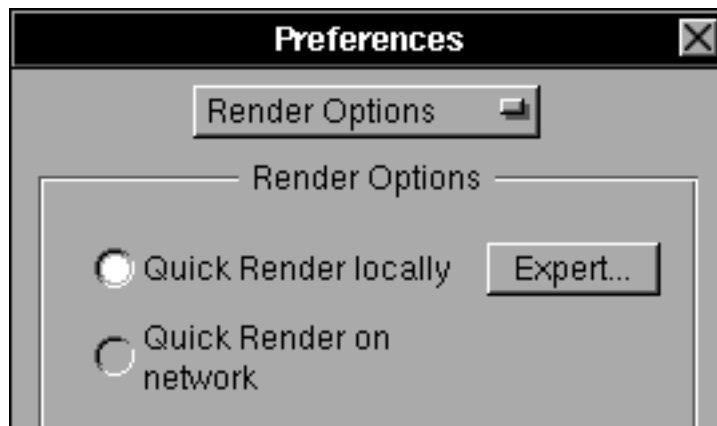 Preferences
Render Options
Render Options
Quick Render locally
Expert...
Quick Render on
network